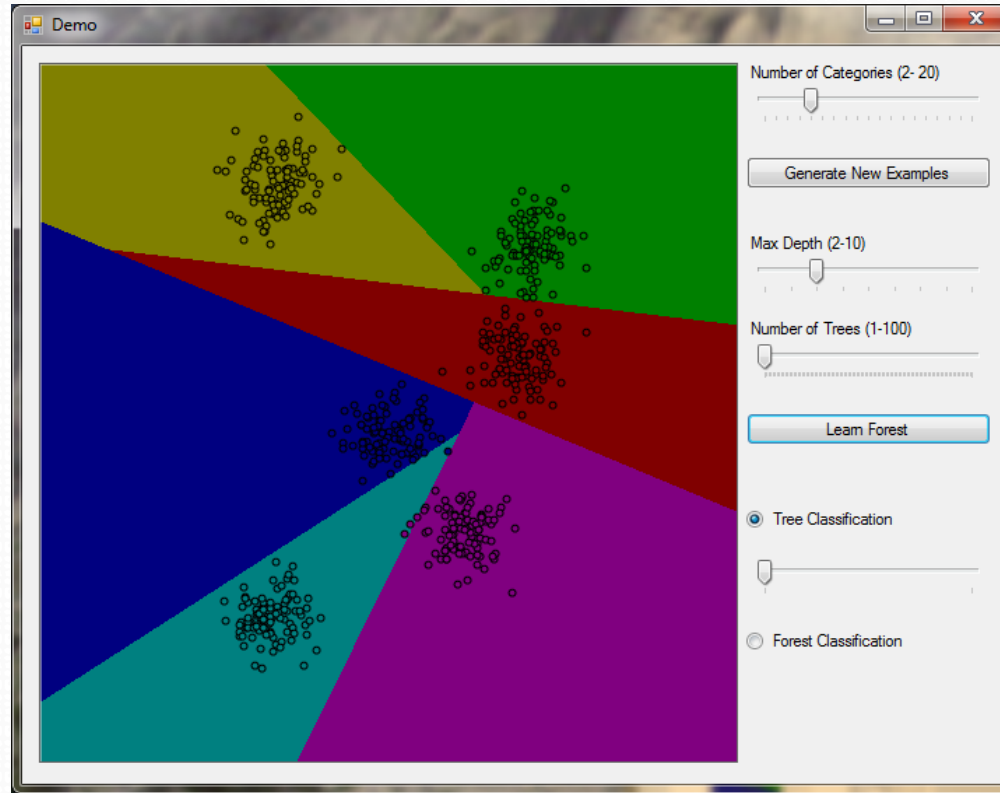 Demo
Number of Categories (2- 20)
Generate New Examples
Max Depth (2-10)
Number of Trees (1-100)
Learn Forest
Tree Classification
Forest Classification